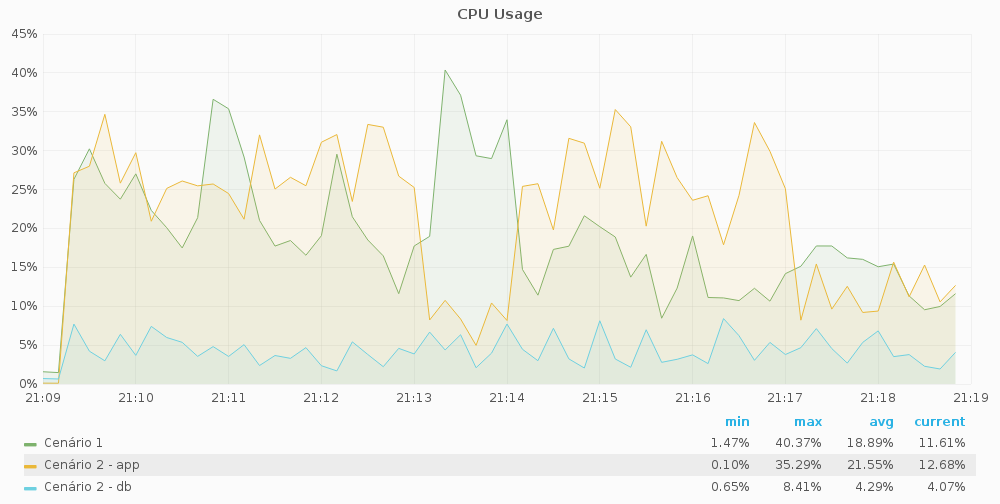 CPU Usage
45%
40%
35%
30%
25%
20%
15%
10%
5%
0%
21:09 21:10 21:11 21:12 21:13 21:14 21:15 21:16 21:17 21:18 21:19
min max avg current
Cenário 1 1.47% 40.37% 18.89% 11.61%
Cenário 2 - app 0.10% 35.29% 21.55% 12.68%
Cenário 2 - db 0.65% 8.41% 4.29% 4.07%